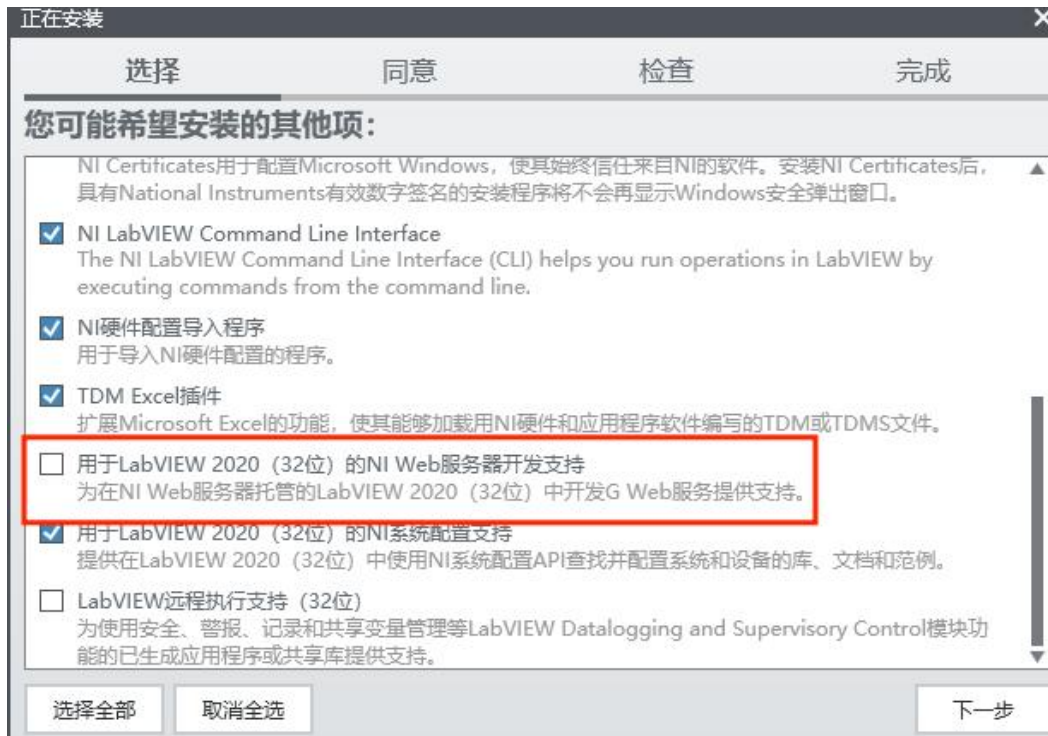 正在安装
选择 同意 检查 完成
您可能希望安装的其他项：
NI Certificates用于配置Microsoft Windows，使其始终信任来自NI的软件。安装NI Certificates后，
具有National Instruments有效数字签名的安装程序将不会再显示Windows安全弹出窗口。
NI LabVIEW Command Line Interface
The NI LabVIEW Command Line Interface (CLI) helps you run operations in LabVIEW by
executing commands from the command line.
NI硬件配置导入程序
用于导入NI硬件配置的程序。
TDM Excel插件
扩展Microsoft Excel的功能，使其能够加载用NI硬件和应用程序软件编写的TDM或TDMS文件。
用于LabVIEW 2020（32位）的NI Web服务器开发支持
为在NI Web服务器托管的LabVIEW 2020（32位）中开发G Web服务提供支持。
用于LabVIEW 2020（32位）的NI系统配置支持
提供在LabVIEW 2020（32位）中使用NI系统配置API查找并配置系统和设备的库、文档和范例。
LabVIEW远程执行支持（32位）
为使用安全、警报、记录和共享变量管理等LabVIEW Datalogging and Supervisory Control模块功
能的已生成应用程序或共享库提供支持。
选择全部 取消全选 下一步